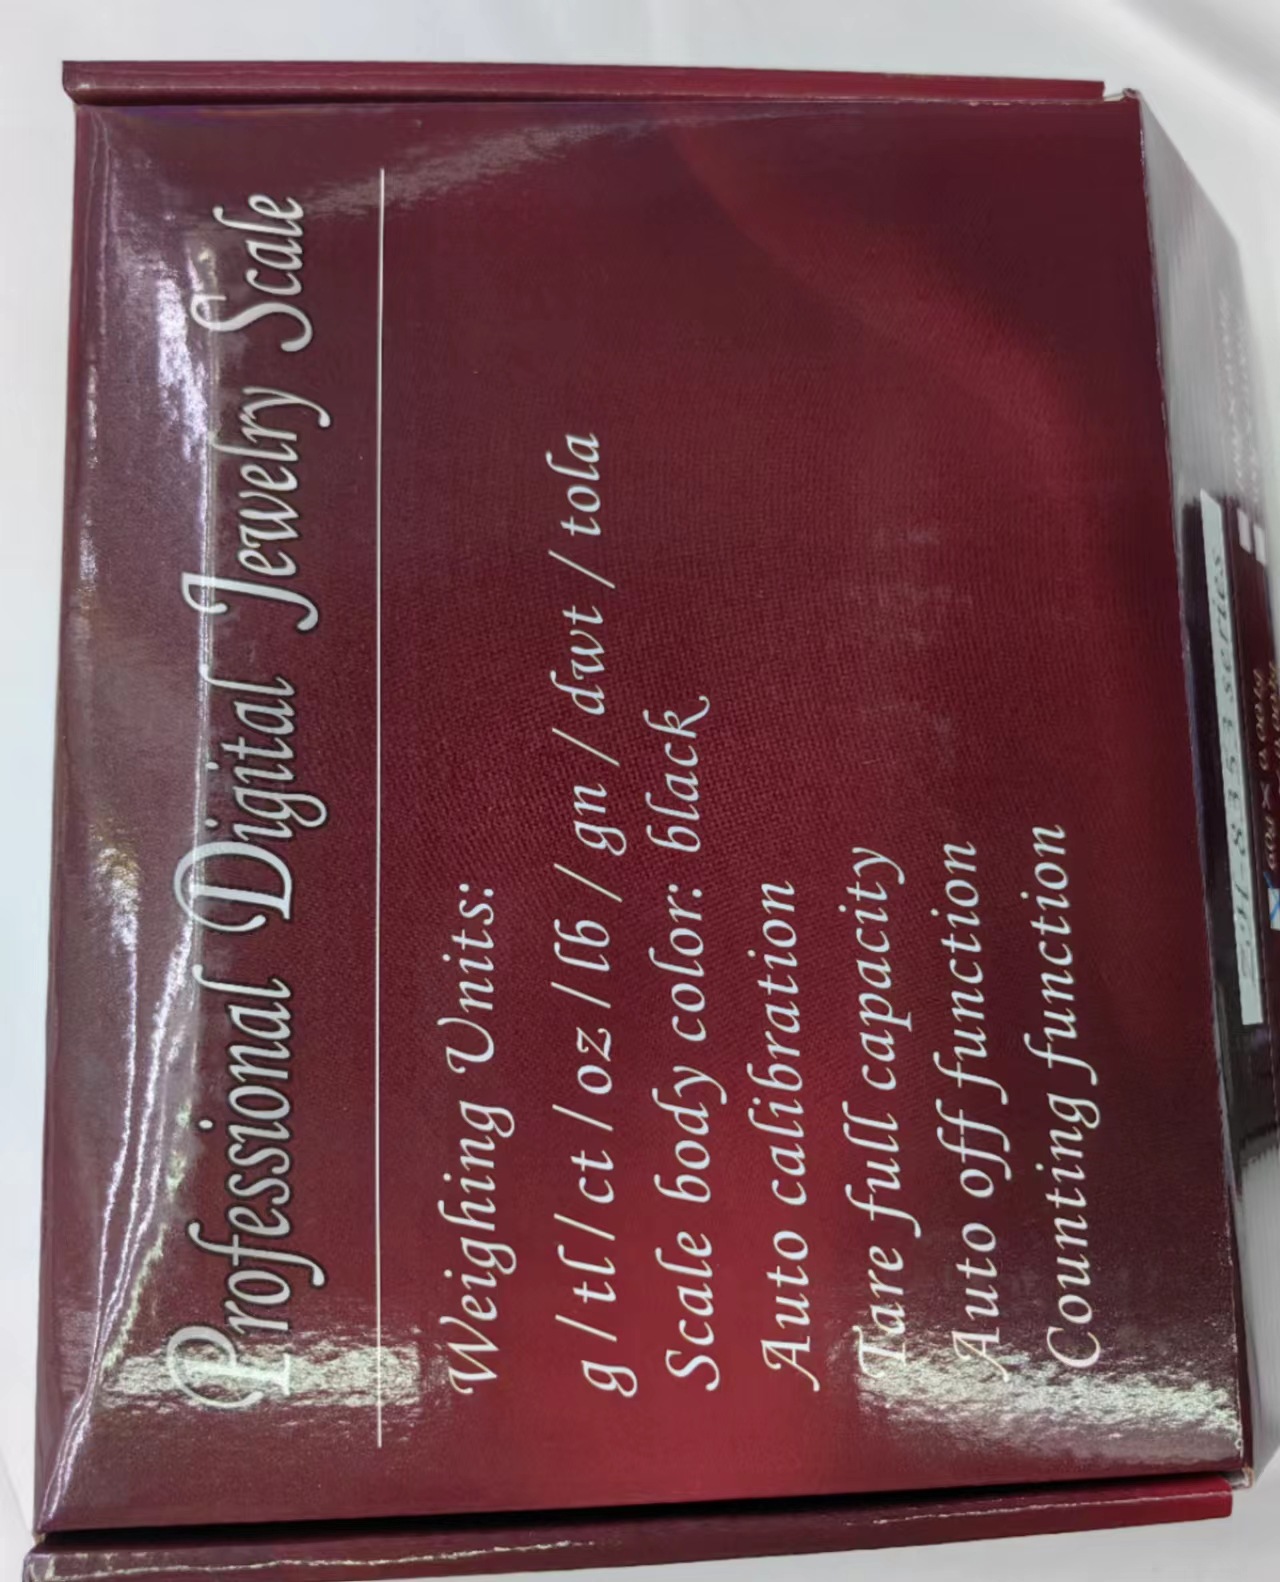 Professional Digital Jewelry Scale
Weighing Units:
g / tl / ct / oz / lb / gn / dwt / tola
Scale body color: black
Auto calibration
Tare full capacity
Auto off function
Counting function
series